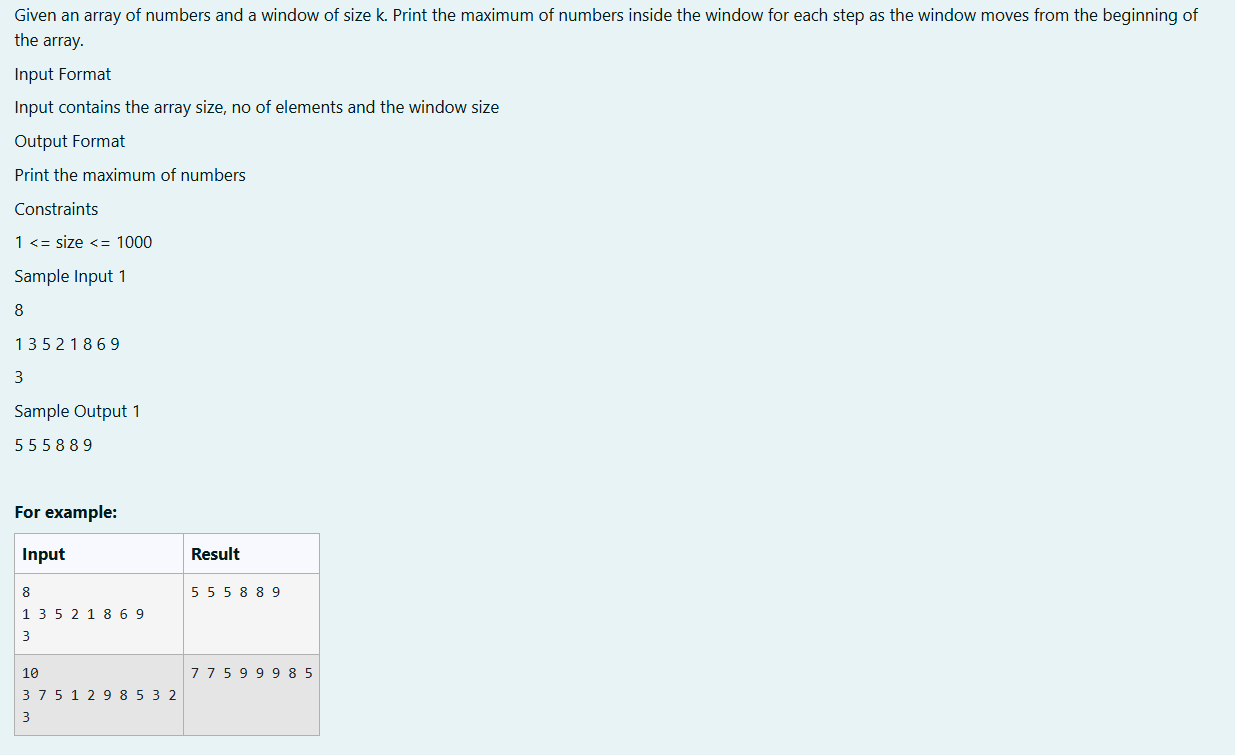 Given an array of numbers and a window of size k. Print the maximum of numbers inside the window for each step as the window moves from the beginning of
the array.
Input Format
Input contains the array size, no of elements and the window size
Output Format
Print the maximum of numbers
Constraints
1 <= size <= 1000
Sample Input 1
8
1 3 5 2 1 8 6 9
3
Sample Output 1
5 5 5 8 8 9
For example:
Input Result
8 5 5 5 8 8 9
1 3 5 2 1 8 6 9
3
10 7 7 5 9 9 9 8 5
3 7 5 1 2 9 8 5 3 2
3